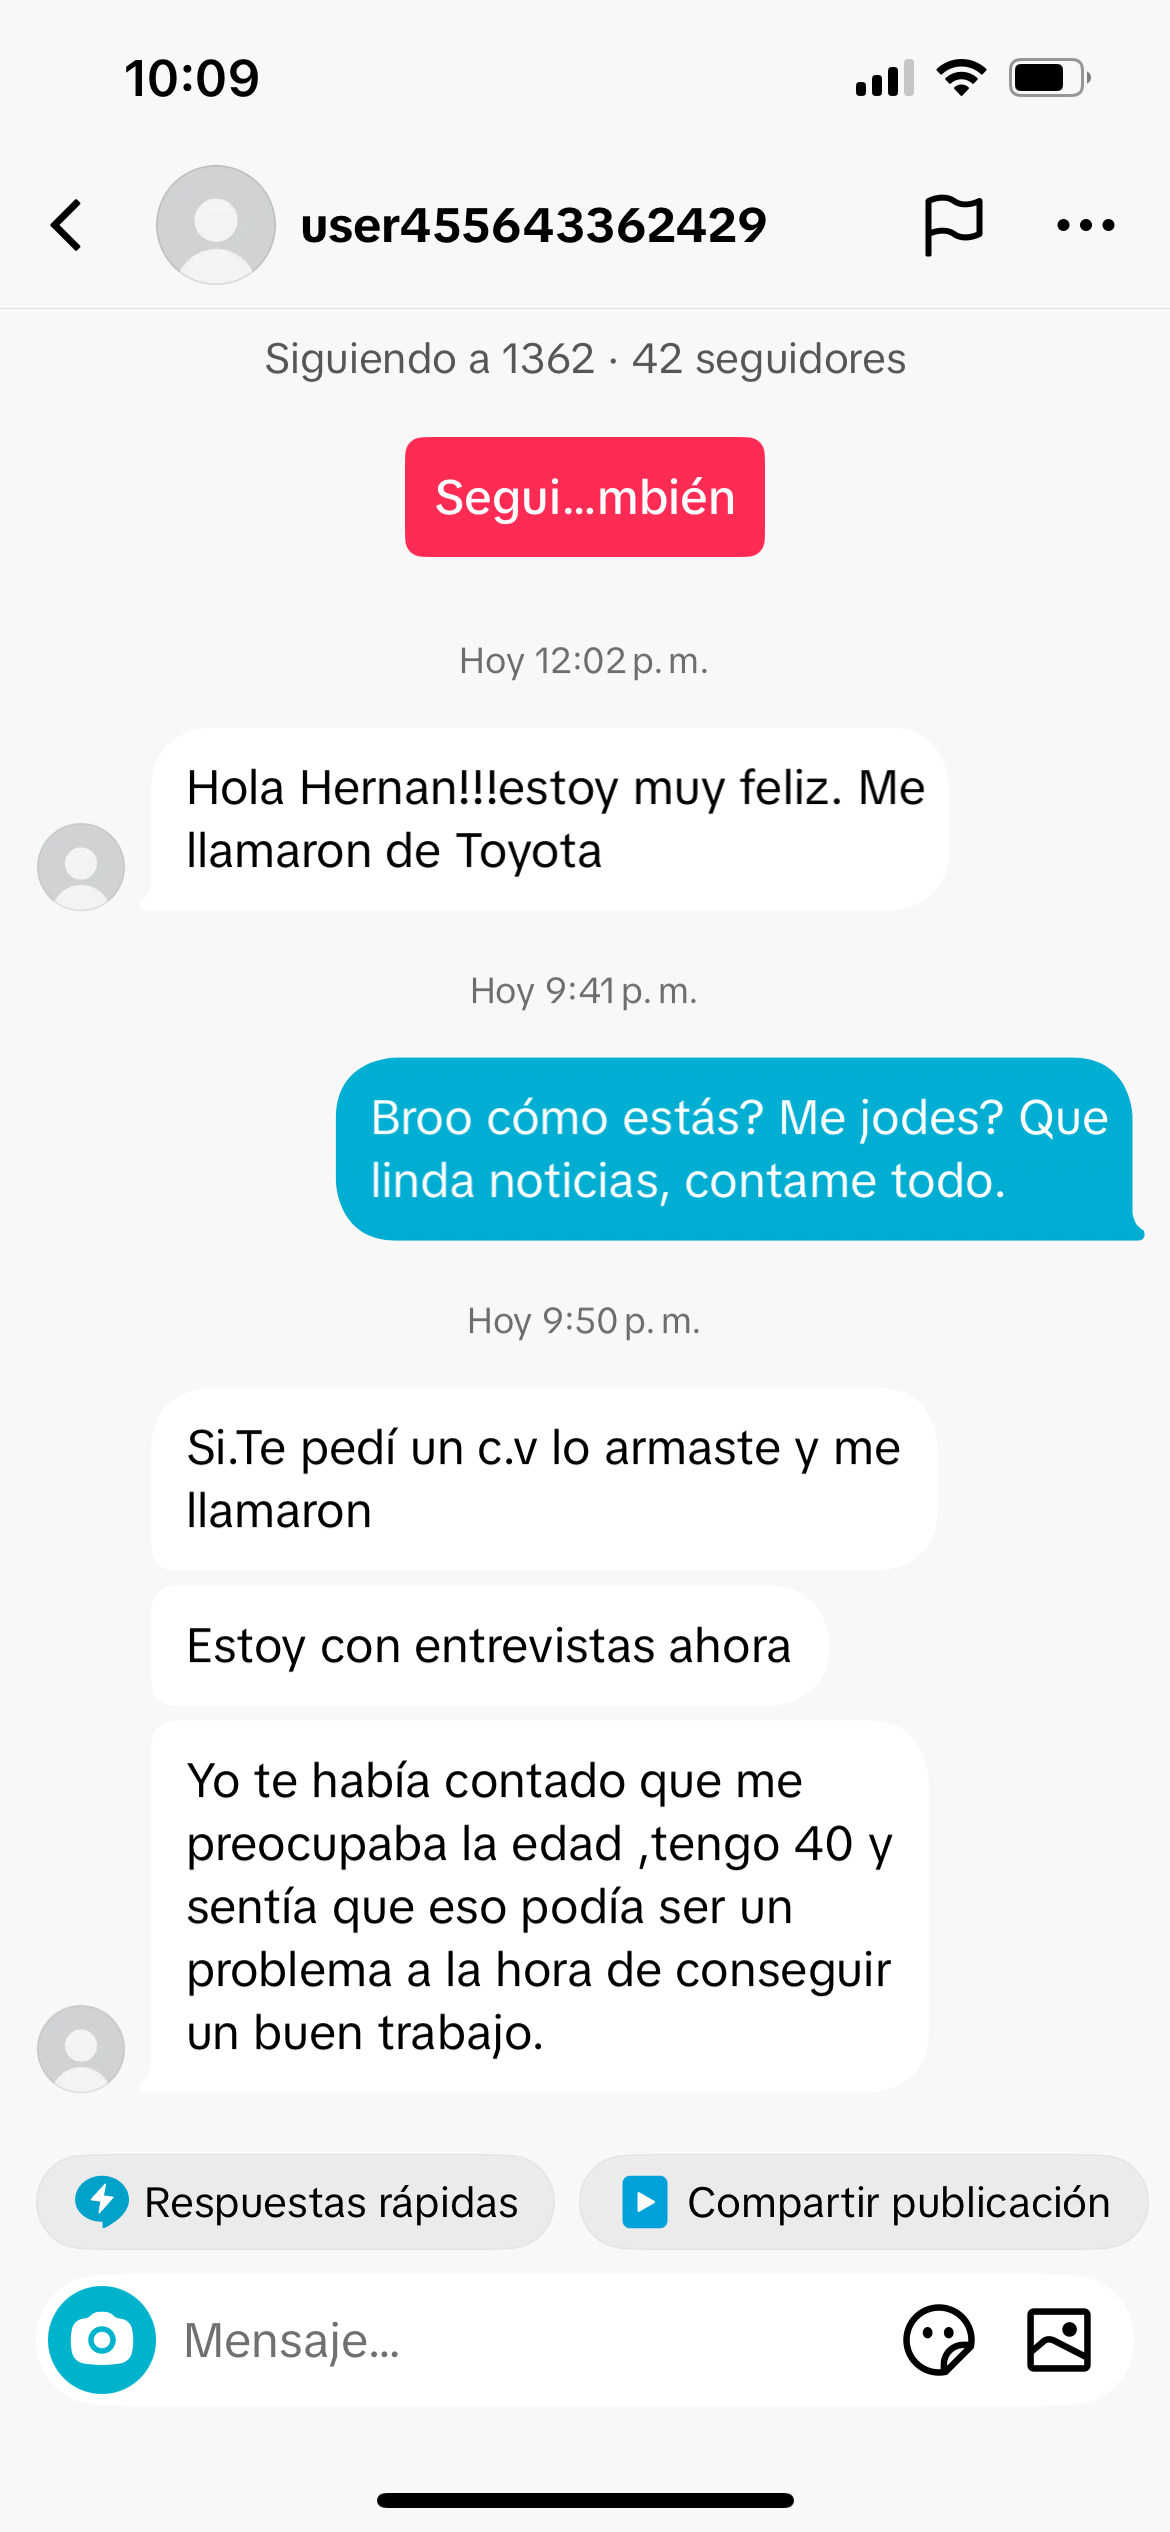 10:09
user455643362429
Siguiendo a 1362 · 42 seguidores
Segui...mbién
Hoy 12:02 p. m.
Hola Hernan!!!estoy muy feliz. Me
llamaron de Toyota
Hoy 9:41 p. m.
Broo cómo estás? Me jodes? Que
linda noticias, contame todo.
Hoy 9:50 p. m.
Si.Te pedí un c.v lo armaste y me
llamaron
Estoy con entrevistas ahora
Yo te había contado que me
preocupaba la edad ,tengo 40 y
sentía que eso podía ser un
problema a la hora de conseguir
un buen trabajo.
Respuestas rápidas
Compartir publicación
Mensaje...